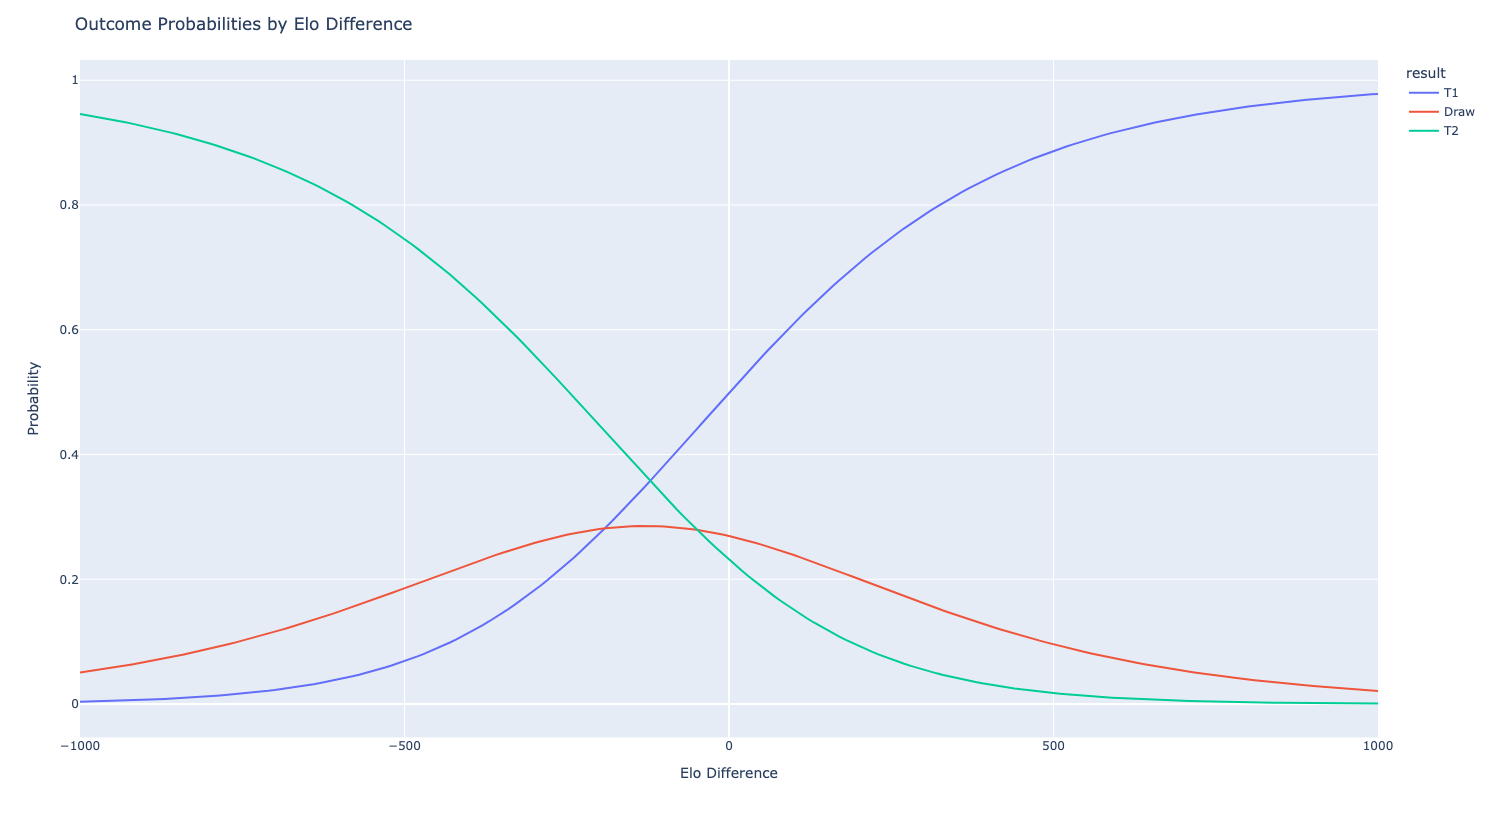 Outcome Probabilities by Elo Difference
result
T1
Draw
T2
Probability
1
0.8
0.6
0.4
0.2
0
−1000
−500
0
500
1000
Elo Difference